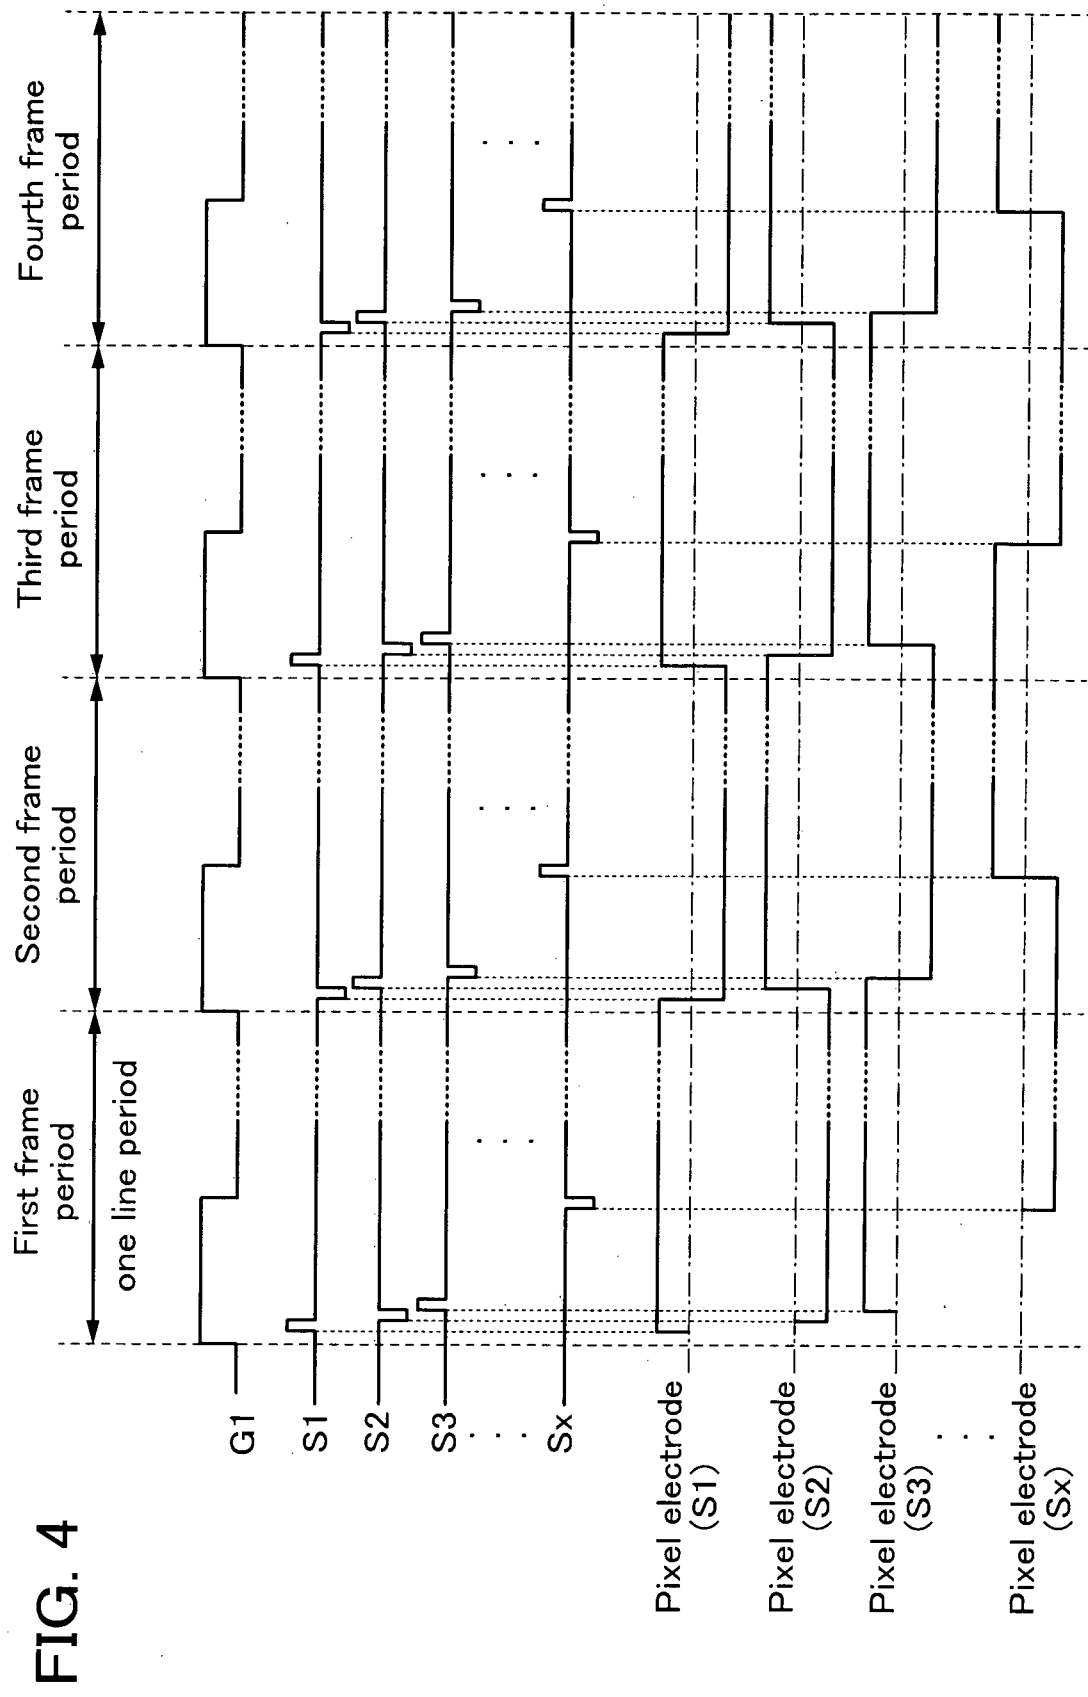 FIG. 4
First frame
period
Second frame
period
Third frame
period
Fourth frame
period
one line period
G1
S1
S2
S3
Sx
Pixel electrode
(S1)
Pixel electrode
(S2)
Pixel electrode
(S3)
Pixel electrode
(Sx)